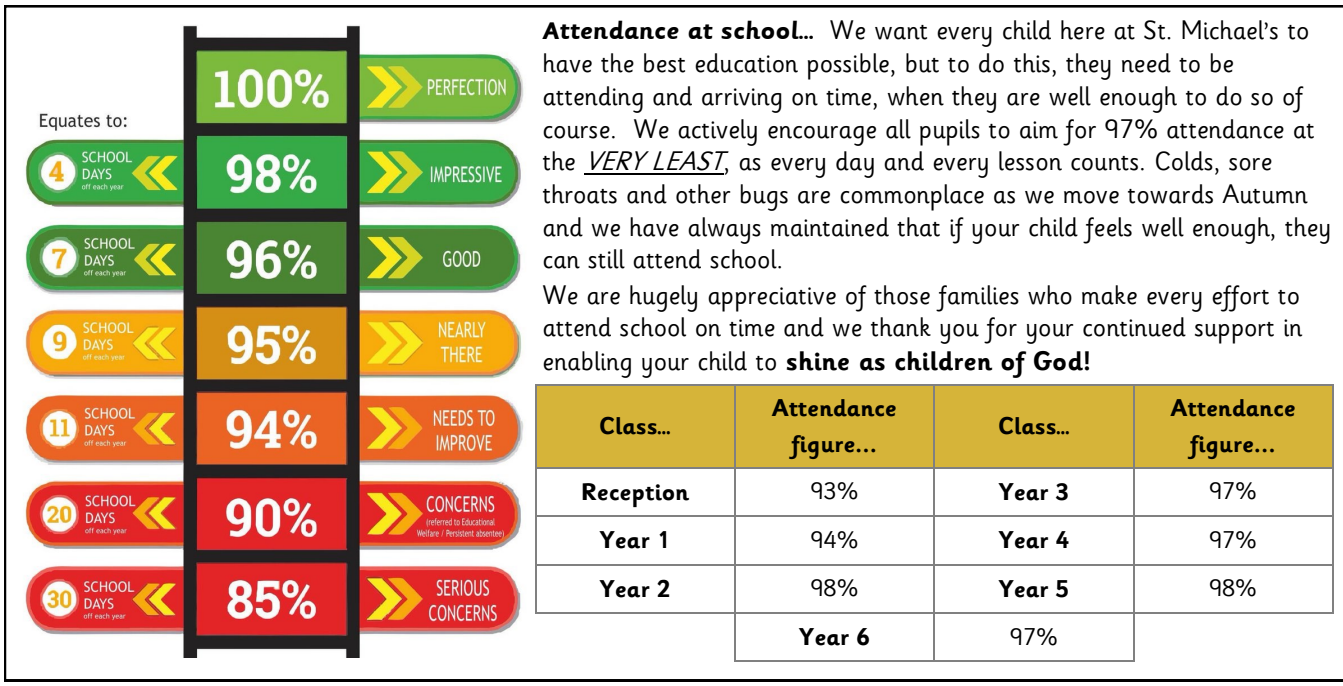 Equates to:
100%
PERFECTION
4
SCHOOL
DAYS
off each year
98%
IMPRESSIVE
7
SCHOOL
DAYS
off each year
96%
GOOD
9
SCHOOL
DAYS
off each year
95%
NEARLY
THERE
11
SCHOOL
DAYS
off each year
94%
NEEDS TO
IMPROVE
20
SCHOOL
DAYS
off each year
90%
CONCERNS
(referred to Educational
Welfare / Persistent absentee)
30
SCHOOL
DAYS
off each year
85%
SERIOUS
CONCERNS
Attendance at school... We want every child here at St. Michael's to
have the best education possible, but to do this, they need to be
attending and arriving on time, when they are well enough to do so of
course. We actively encourage all pupils to aim for 97% attendance at
the VERY LEAST, as every day and every lesson counts. Colds, sore
throats and other bugs are commonplace as we move towards Autumn
and we have always maintained that if your child feels well enough, they
can still attend school.
We are hugely appreciative of those families who make every effort to
attend school on time and we thank you for your continued support in
enabling your child to shine as children of God!
Class... Attendance figure... Class... Attendance figure...
Reception 93% Year 3 97%
Year 1 94% Year 4 97%
Year 2 98% Year 5 98%
Year 6 97%